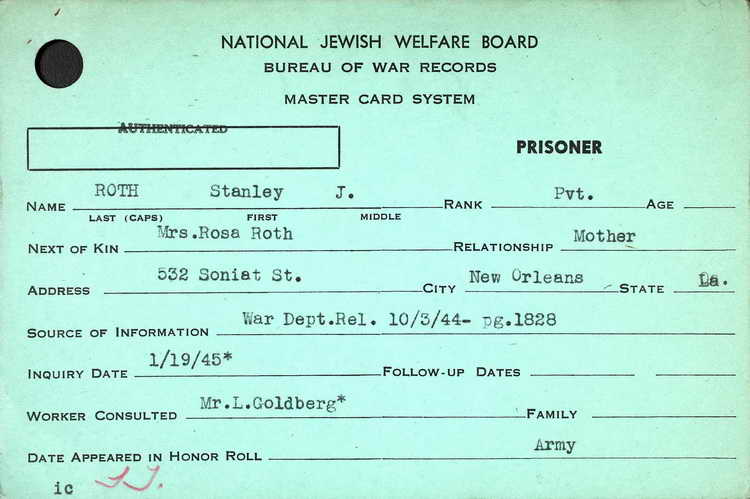 NATIONAL JEWISH WELFARE BOARD
BUREAU OF WAR RECORDS
MASTER CARD SYSTEM
AUTHENTICATED
PRISONER
NAME ROTH Stanley J. RANK Pvt. AGE
LAST (CAPS) FIRST MIDDLE
NEXT OF KIN Mrs.Rosa Roth RELATIONSHIP Mother
ADDRESS 532 Soniat St. CITY New Orleans STATE La.
SOURCE OF INFORMATION War Dept.Rel. 10/3/44- pg.1828
INQUIRY DATE 1/19/45* FOLLOW-UP DATES
WORKER CONSULTED Mr.L.Goldberg* FAMILY
DATE APPEARED IN HONOR ROLL Army
ic